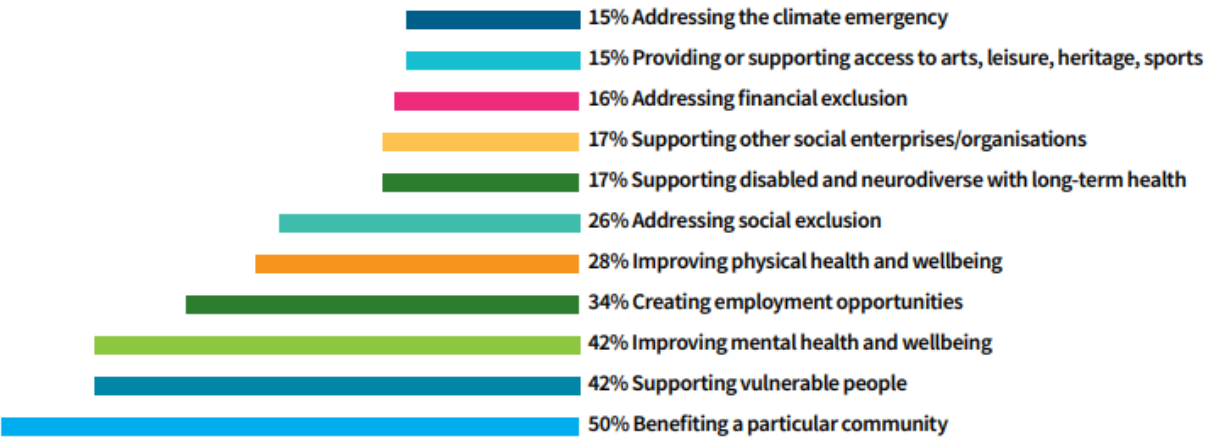 15% Addressing the climate emergency
15% Providing or supporting access to arts, leisure, heritage, sports
16% Addressing financial exclusion
17% Supporting other social enterprises/organisations
17% Supporting disabled and neurodiverse with long-term health
26% Addressing social exclusion
28% Improving physical health and wellbeing
34% Creating employment opportunities
42% Improving mental health and wellbeing
42% Supporting vulnerable people
50% Benefiting a particular community